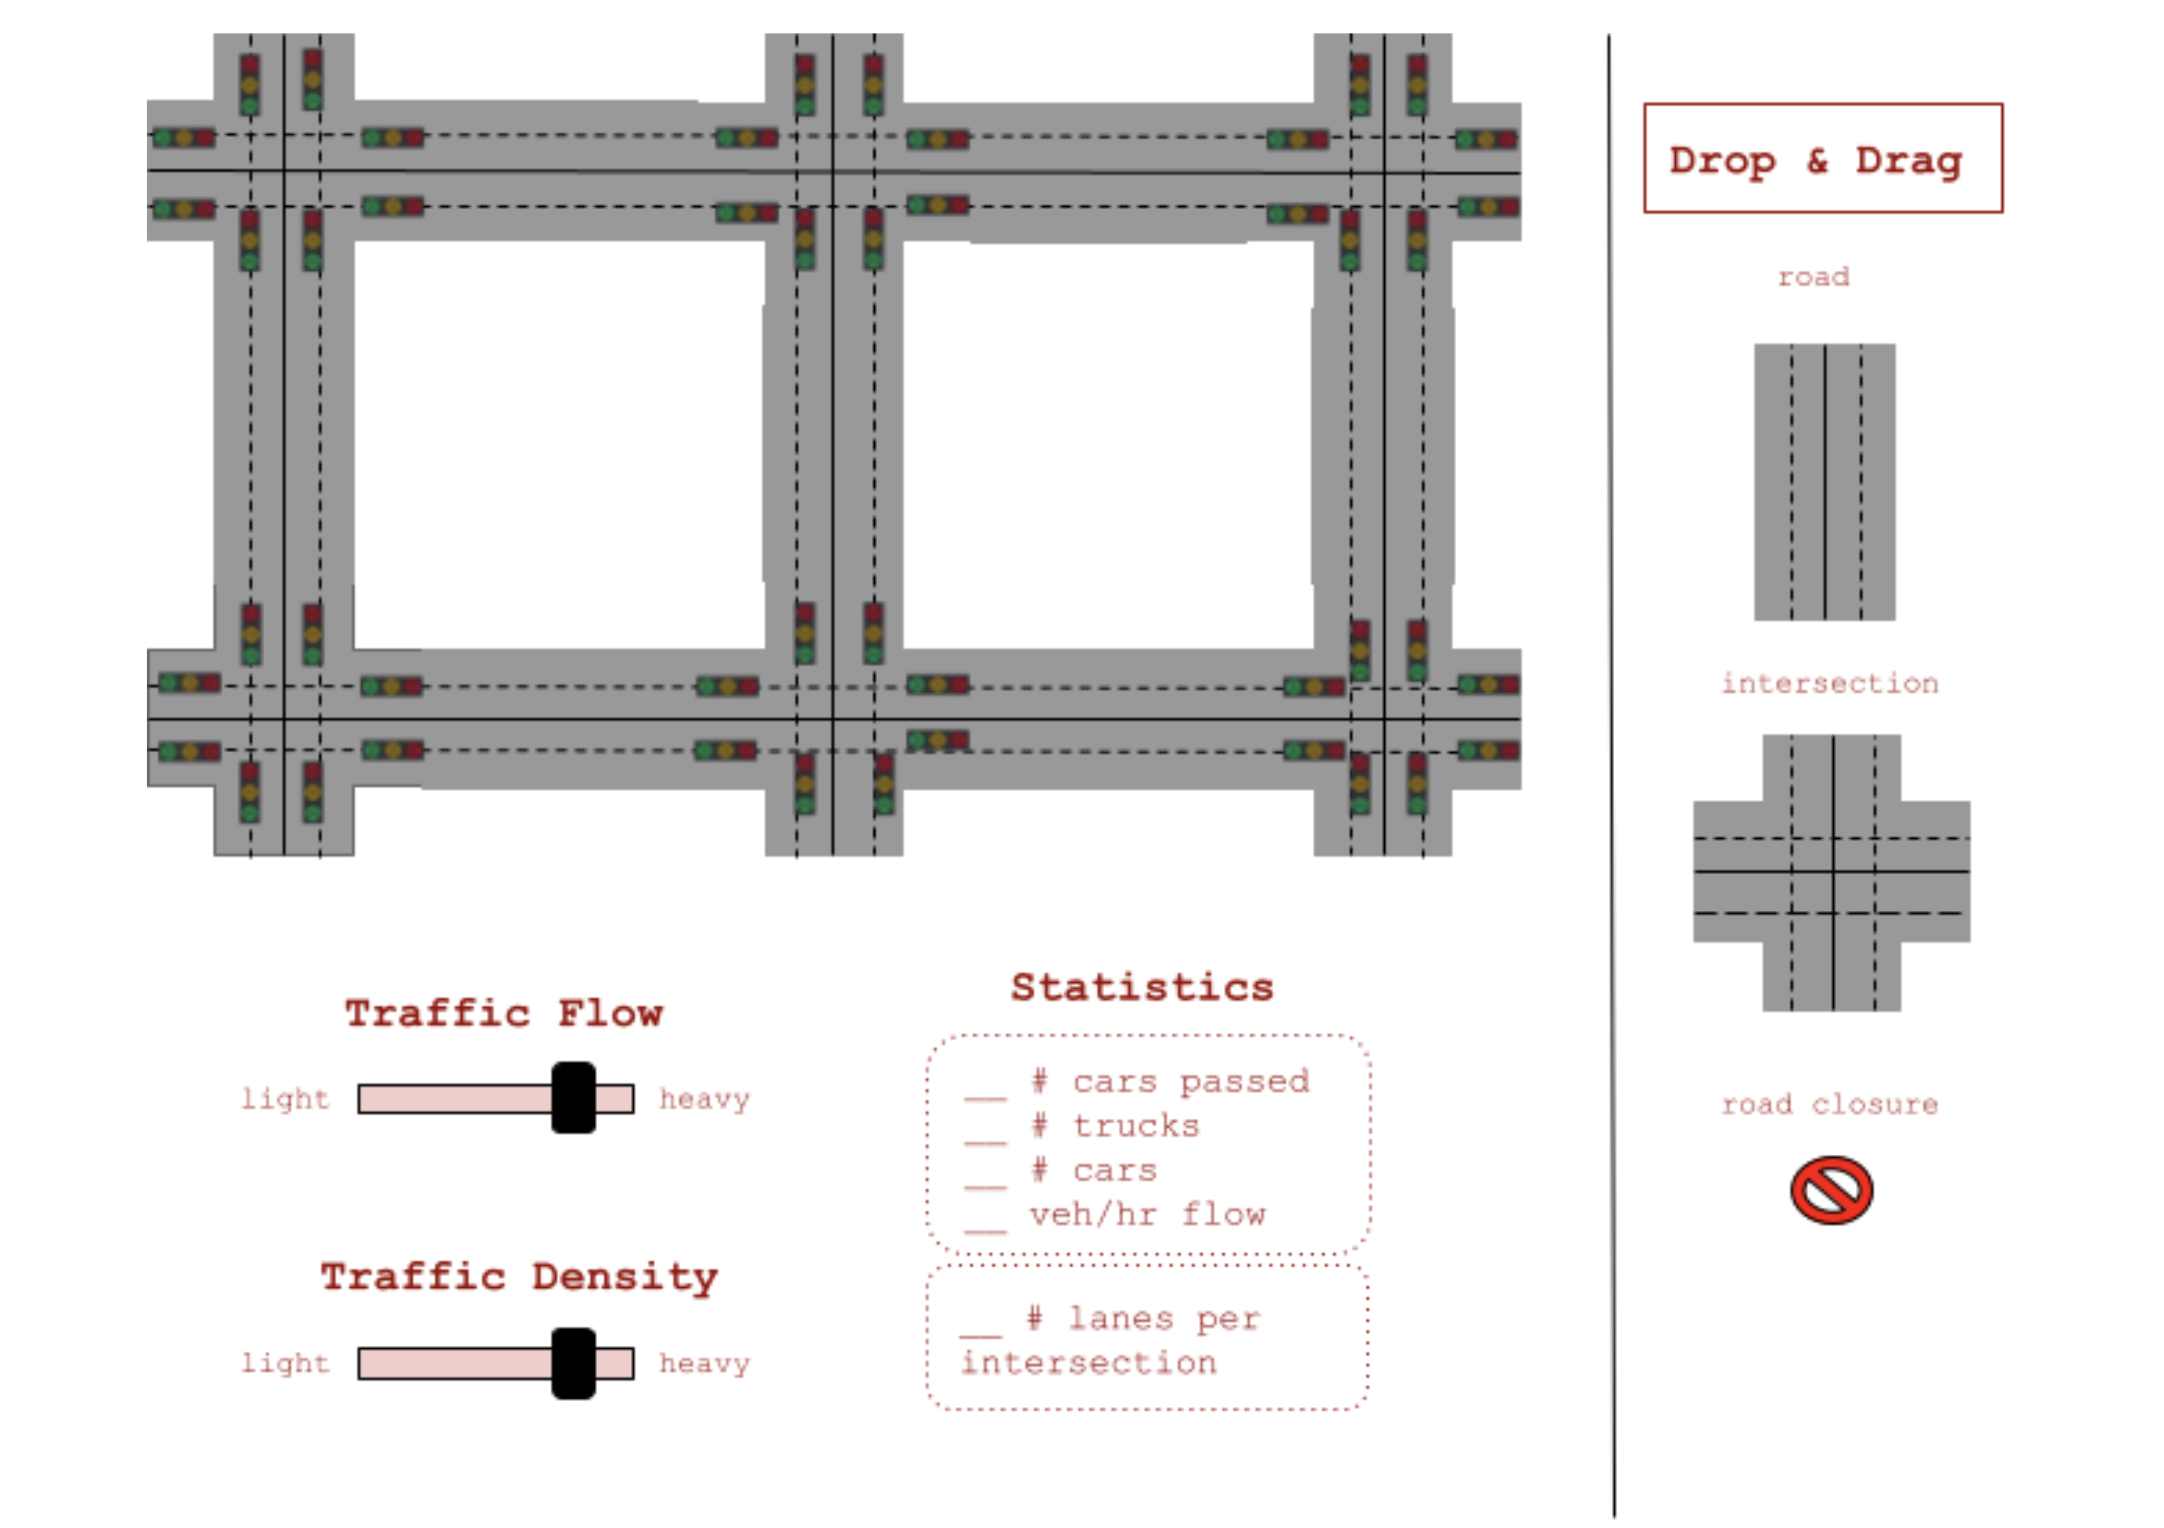 Drop & Drag
road
intersection
road closure
Traffic Flow
light heavy
Traffic Density
light heavy
Statistics
__ # cars passed
__ # trucks
__ # cars
__ veh/hr flow
__ # lanes per
intersection